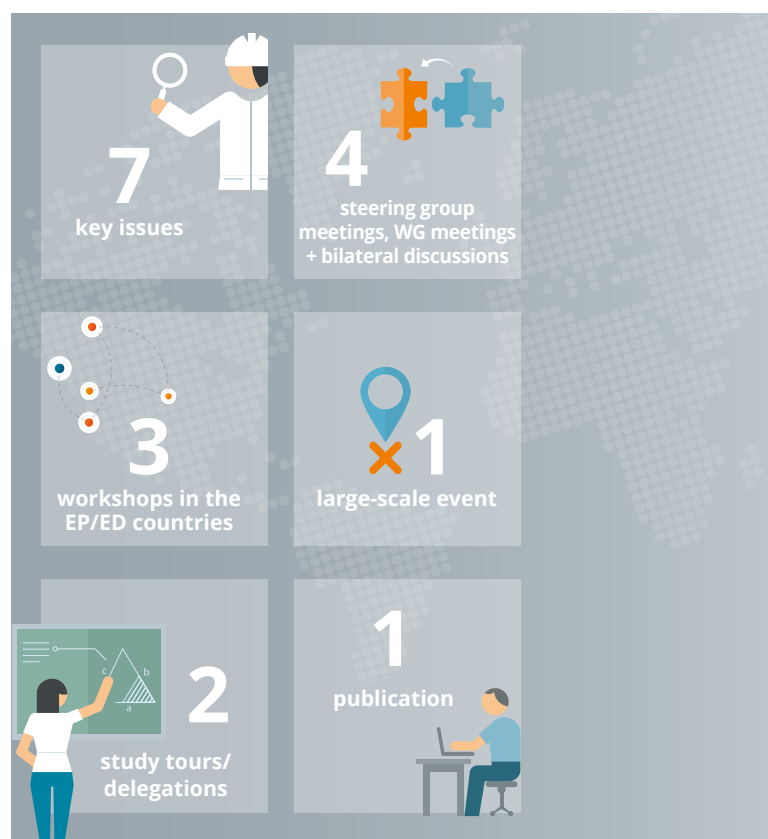 7
key issues
4
steering group
meetings, WG meetings
+ bilateral discussions
3
workshops in the
EP/ED countries
1
large-scale event
c
b
a
2
study tours/
delegations
1
publication